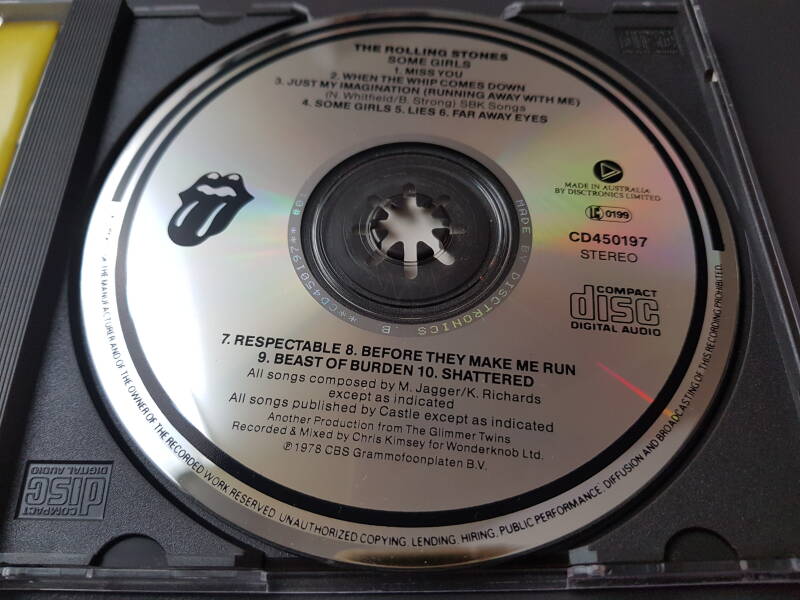 THE ROLLING STONES
SOME GIRLS
1. MISS YOU
2. WHEN THE WHIP COMES DOWN
3. JUST MY IMAGINATION (RUNNING AWAY WITH ME)
(N. Whitfield/B. Strong) SBK Songs
4. SOME GIRLS 5. LIES 6. FAR AWAY EYES
MADE IN AUSTRALIA
BY DISCTRONICS LIMITED
0199
CD450197
STEREO
COMPACT
disc
DIGITAL AUDIO
MADE BY DISCTRONICS B **CD450197**
7. RESPECTABLE 8. BEFORE THEY MAKE ME RUN
9. BEAST OF BURDEN 10. SHATTERED
All songs composed by M. Jagger/K. Richards
except as indicated
All songs published by Castle except as indicated
Another Production from The Glimmer Twins
Recorded & Mixed by Chris Kimsey for Wonderknob Ltd.
℗ 1978 CBS Grammofoonplaten B.V.
THE MANUFACTURER AND OF THE OWNER OF THE RECORDED WORK RESERVED. UNAUTHORIZED COPYING, LENDING, HIRING, PUBLIC PERFORMANCE, DIFFUSION AND BROADCASTING OF THIS RECORDING PROHIBITED.
COMPACT
disc
DIGITAL AUDIO